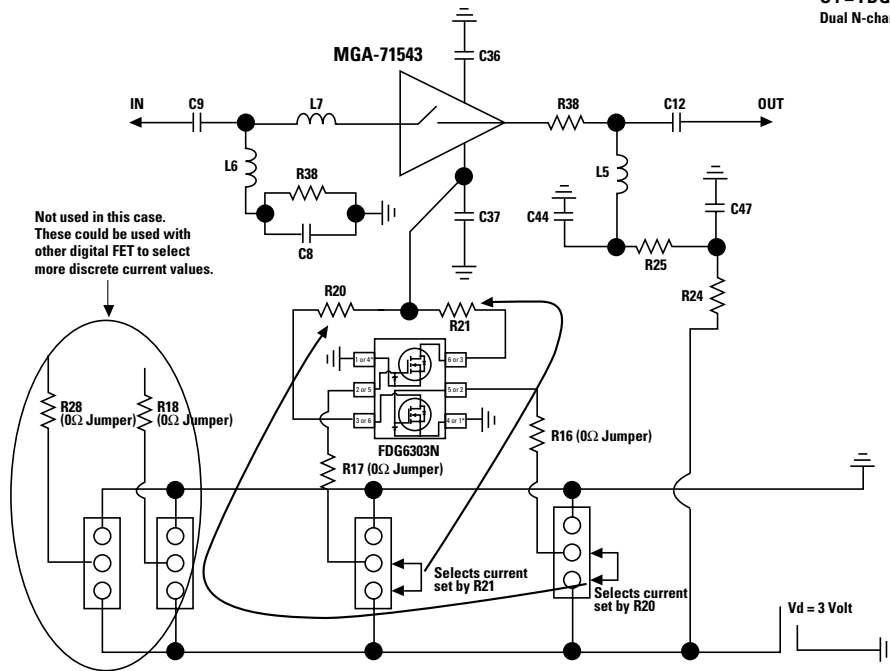 Dual N-chan
MGA-71543
C36
IN
C9
L7
R38
C12
OUT
L6
R38
C8
L5
C37
C44
C47
R25
R24
Not used in this case.
These could be used with
other digital FET to select
more discrete current values.
R20
R21
1 or 4*
6 or 3
2 or 5
5 or 2
3 or 6
4 or 1*
FDG6303N
R28
(0Ω Jumper)
R18
(0Ω Jumper)
R17 (0Ω Jumper)
R16 (0Ω Jumper)
Selects current
set by R21
Selects current
set by R20
Vd = 3 Volt